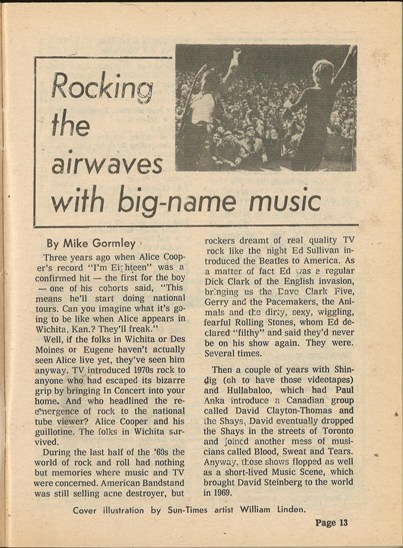 Rocking
the
airwaves
with big-name music
By Mike Gormley
Three years ago when Alice Coop-
er's record "I'm Eighteen" was a
confirmed hit — the first for the boy
— one of his cohorts said, "This
means he'll start doing national
tours. Can you imagine what it's go-
ing to be like when Alice appears in
Wichita, Kan.? They'll freak."
Well, if the folks in Wichita or Des
Moines or Eugene haven't actually
seen Alice live yet, they've seen him
anyway. TV introduced 1970s rock to
anyone who had escaped its bizarre
grip by bringing In Concert into your
home. And who headlined the re-
emergence of rock to the national
tube viewer? Alice Cooper and his
guillotine. The folks in Wichita sur-
vived.
During the last half of the '60s the
world of rock and roll had nothing
but memories where music and TV
were concerned. American Bandstand
was still selling acne destroyer, but
rockers dreamt of real quality TV
rock like the night Ed Sullivan in-
troduced the Beatles to America. As
a matter of fact Ed was a regular
Dick Clark of the English invasion,
bringing us the Dave Clark Five,
Gerry and the Pacemakers, the Ani-
mals and the dirty, sexy, wiggling,
fearful Rolling Stones, whom Ed de-
clared "filthy" and said they'd never
be on his show again. They were.
Several times.
Then a couple of years with Shin-
dig (oh to have those videotapes)
and Hullabaloo, which had Paul
Anka introduce a Canadian group
called David Clayton-Thomas and
the Shays. David eventually dropped
the Shays in the streets of Toronto
and joined another mess of musi-
cians called Blood, Sweat and Tears.
Anyway, those shows flopped as well
as a short-lived Music Scene, which
brought David Steinberg to the world
in 1969.
Cover illustration by Sun-Times artist William Linden.
Page 13